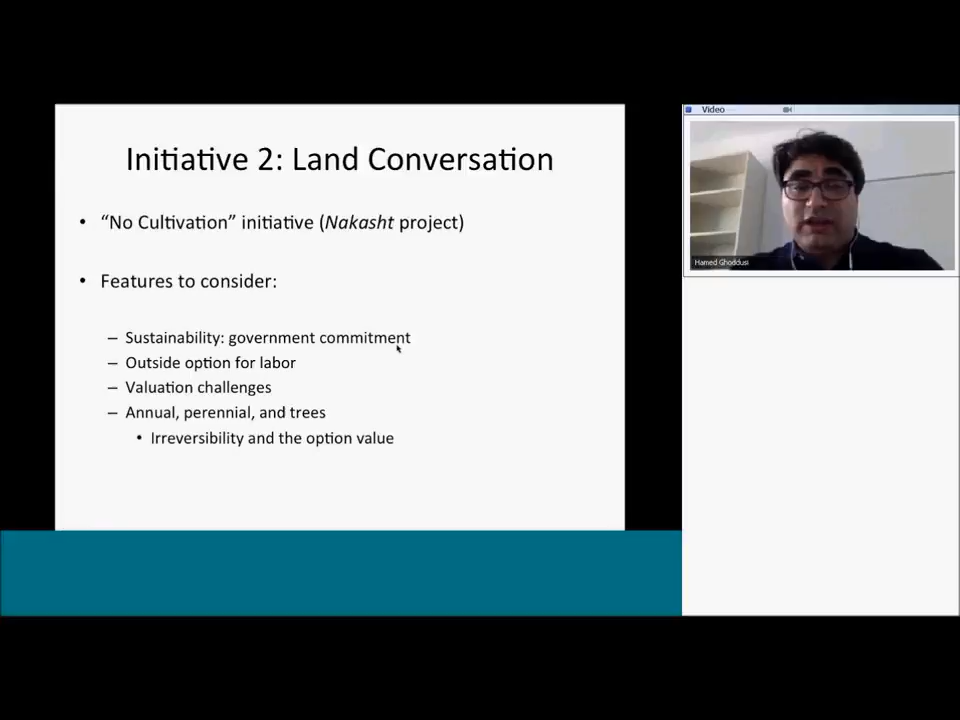 Initiative 2: Land Conversation
• “No Cultivation” initiative (Nakasht project)
• Features to consider:
– Sustainability: government commitment
– Outside option for labor
– Valuation challenges
– Annual, perennial, and trees
• Irreversibility and the option value
Video
Hamed Ghoddusi